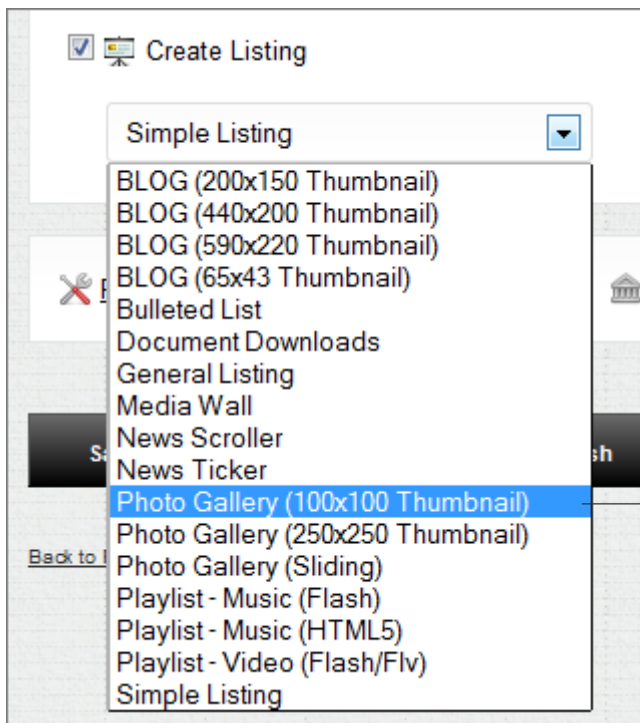 Create Listing
Simple Listing
BLOG (200x150 Thumbnail)
BLOG (440x200 Thumbnail)
BLOG (590x220 Thumbnail)
BLOG (65x43 Thumbnail)
Bulleted List
Document Downloads
General Listing
Media Wall
News Scroller
News Ticker
Photo Gallery (100x100 Thumbnail)
Photo Gallery (250x250 Thumbnail)
Back to
Photo Gallery (Sliding)
Playlist - Music (Flash)
Playlist - Music (HTML5)
Playlist - Video (Flash/Flv)
Simple Listing